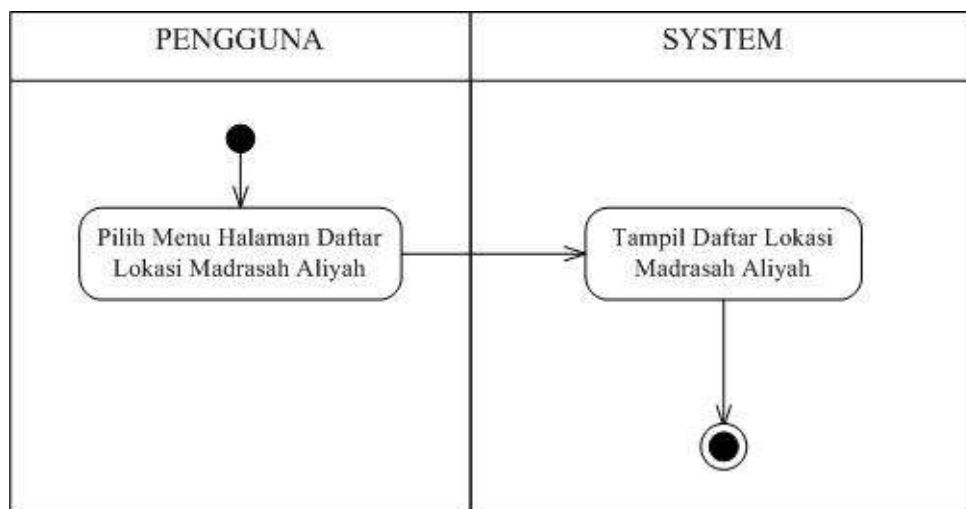 PENGGUNA
SYSTEM
Pilih Menu Halaman Daftar
Lokasi Madrasah Aliyah
Tampil Daftar Lokasi
Madrasah Aliyah